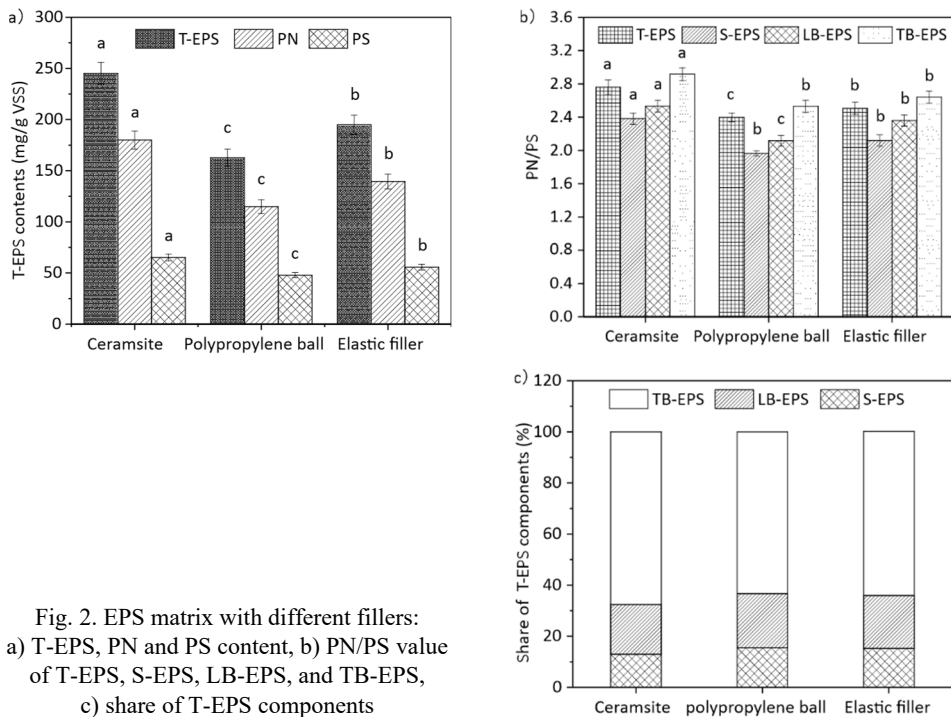 a)
300
250
200
150
100
50
0
T-EPS contents (mg/g VSS)
T-EPS PN PS
a a a
c c c
b b b
Ceramsite Polypropylene ball Elastic filler
b)
3.6
3.2
2.8
2.4
2.0
1.6
1.2
0.8
0.4
0.0
PN/PS
T-EPS S-EPS LB-EPS TB-EPS
a a a a
c b c b
b b b b
Ceramsite Polypropylene ball Elastic filler
c)
120
100
80
60
40
20
0
Share of T-EPS components (%)
TB-EPS LB-EPS S-EPS
Ceramsite polypropylene ball Elastic filler
Fig. 2. EPS matrix with different fillers:
a) T-EPS, PN and PS content, b) PN/PS value
of T-EPS, S-EPS, LB-EPS, and TB-EPS,
c) share of T-EPS components